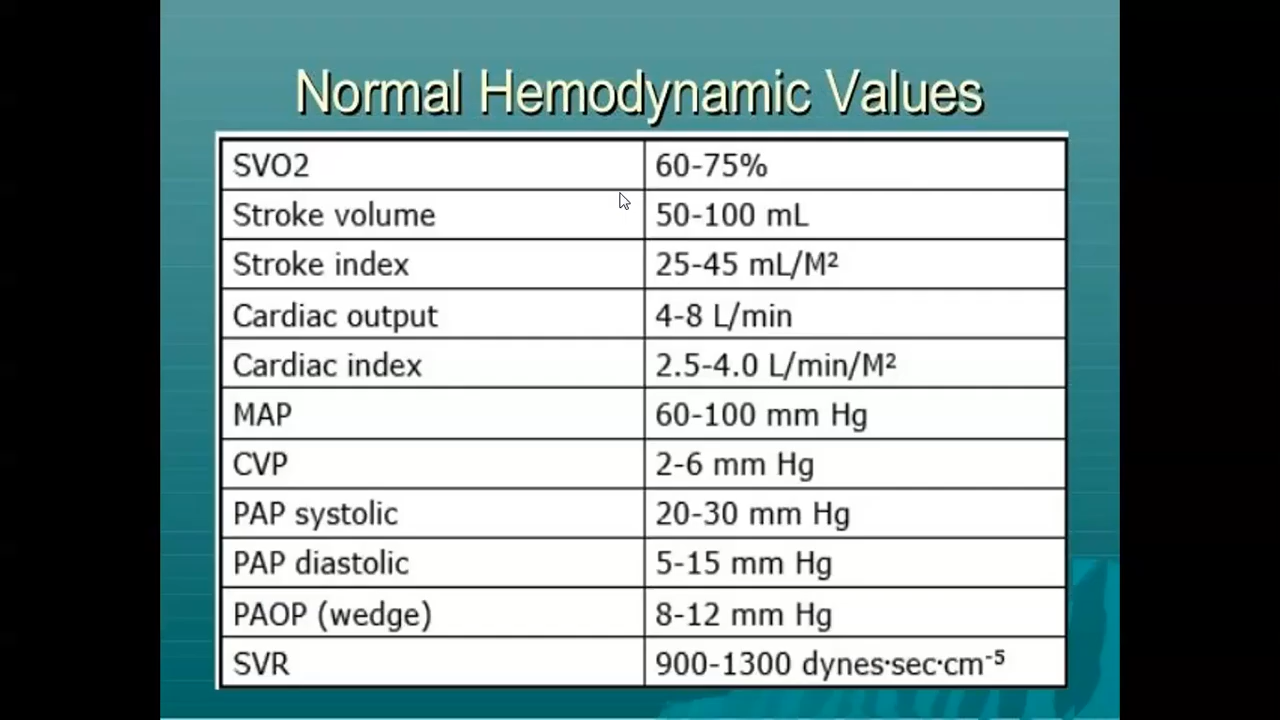 Normal Hemodynamic Values
SVO2 60-75%
Stroke volume 50-100 mL
Stroke index 25-45 mL/M²
Cardiac output 4-8 L/min
Cardiac index 2.5-4.0 L/min/M²
MAP 60-100 mm Hg
CVP 2-6 mm Hg
PAP systolic 20-30 mm Hg
PAP diastolic 5-15 mm Hg
PAOP (wedge) 8-12 mm Hg
SVR 900-1300 dynes·sec·cm⁻⁵